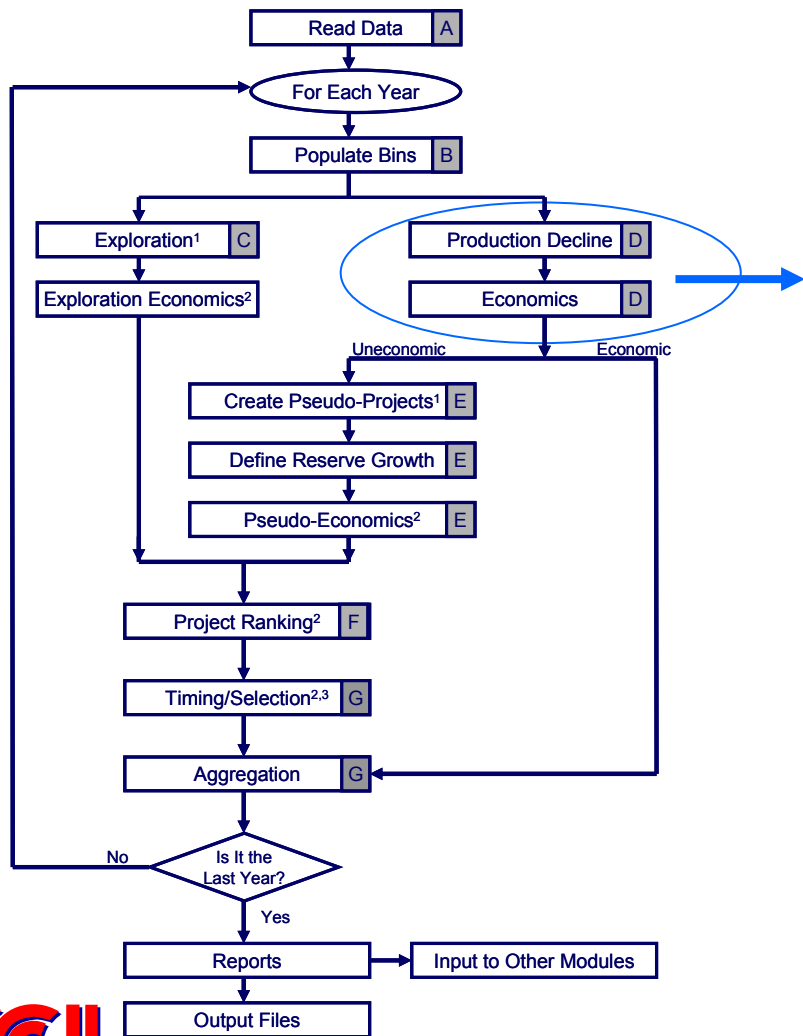 Read Data A
For Each Year
Populate Bins B
Exploration¹ C
Production Decline D
Exploration Economics²
Economics D
Uneconomic
Economic
Create Pseudo-Projects¹ E
Define Reserve Growth E
Pseudo-Economics² E
Project Ranking² F
Timing/Selection²,³ G
Aggregation G
No
Is It the
Last Year?
Yes
Reports
Input to Other Modules
Output Files